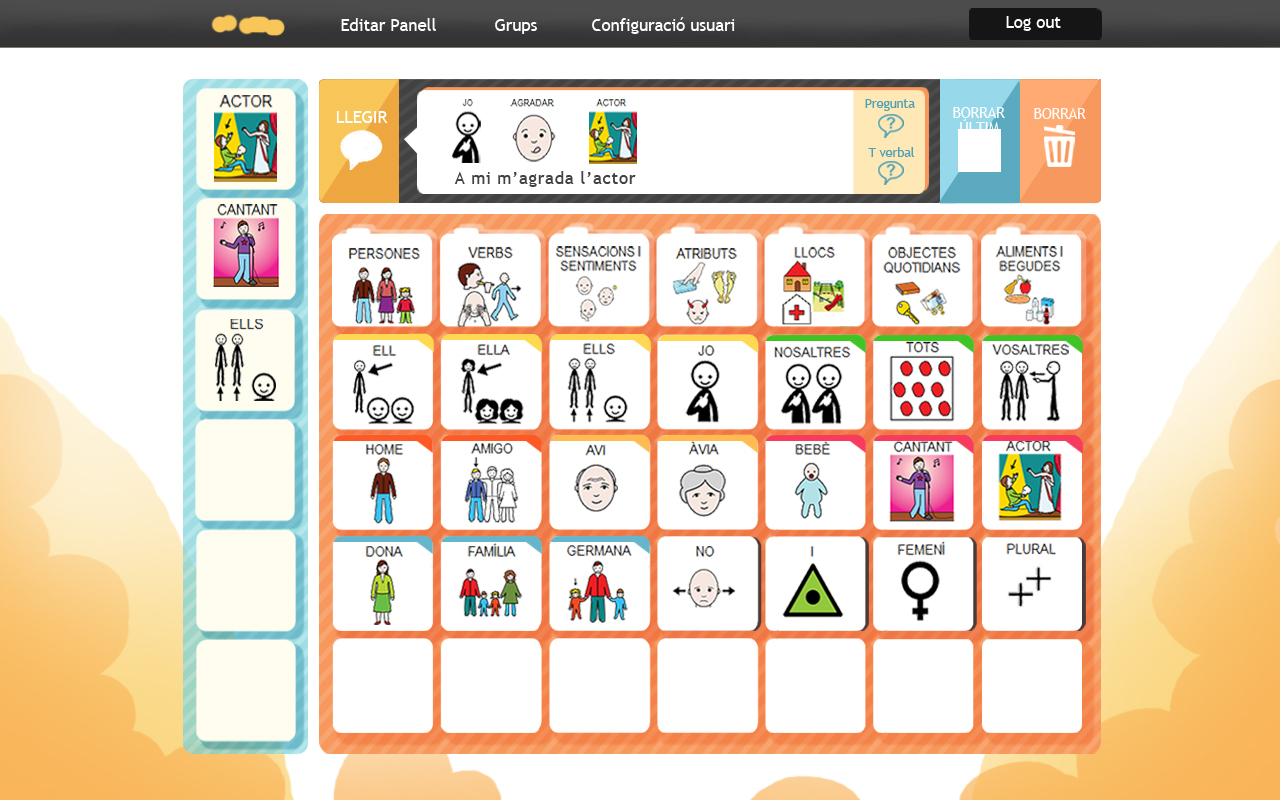 Editar Panell
Grups
Configuració usuari
Log out
ACTOR
CANTANT
ELLS
LLEGIR
JO
AGRADAR
ACTOR
A mi m’agrada l’actor
Pregunta
?
T verbal
?
BORRAR
ÚLTIM
BORRAR
PERSONES
VERBS
SENSACIONS I
SENTIMENTS
ATRIBUTS
LLOCS
OBJECTES
QUOTIDIANS
ALIMENTS I
BEGUDES
ELL
ELLA
ELLS
JO
NOSALTRES
TOTS
VOSALTRES
HOME
AMIGO
AVI
ÀVIA
BEBÈ
CANTANT
ACTOR
DONA
FAMÍLIA
GERMANA
NO
I
FEMENÍ
PLURAL